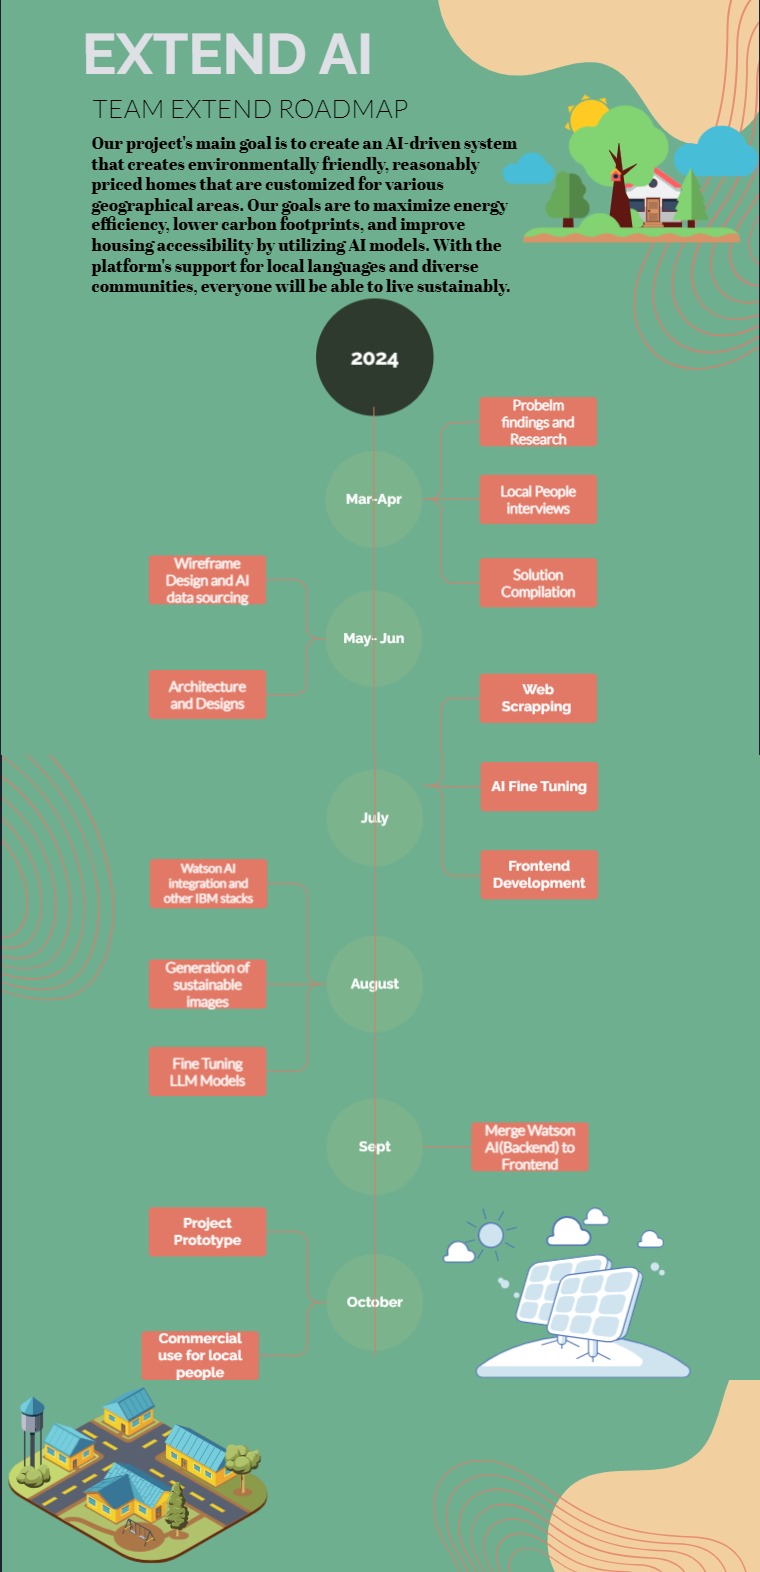 EXTEND AI
TEAM EXTEND ROADMAP
Our project's main goal is to create an AI-driven system
that creates environmentally friendly, reasonably
priced homes that are customized for various
geographical areas. Our goals are to maximize energy
efficiency, lower carbon footprints, and improve
housing accessibility by utilizing AI models. With the
platform's support for local languages and diverse
communities, everyone will be able to live sustainably.
2024
Mar-Apr
Probelm
findings and
Research
Local People
interviews
Solution
Compilation
May- Jun
Wireframe
Design and AI
data sourcing
Architecture
and Designs
July
Web
Scrapping
AI Fine Tuning
Frontend
Development
August
Watson AI
integration and
other IBM stacks
Generation of
sustainable
images
Fine Tuning
LLM Models
Sept
Merge Watson
AI(Backend) to
Frontend
October
Project
Prototype
Commercial
use for local
people